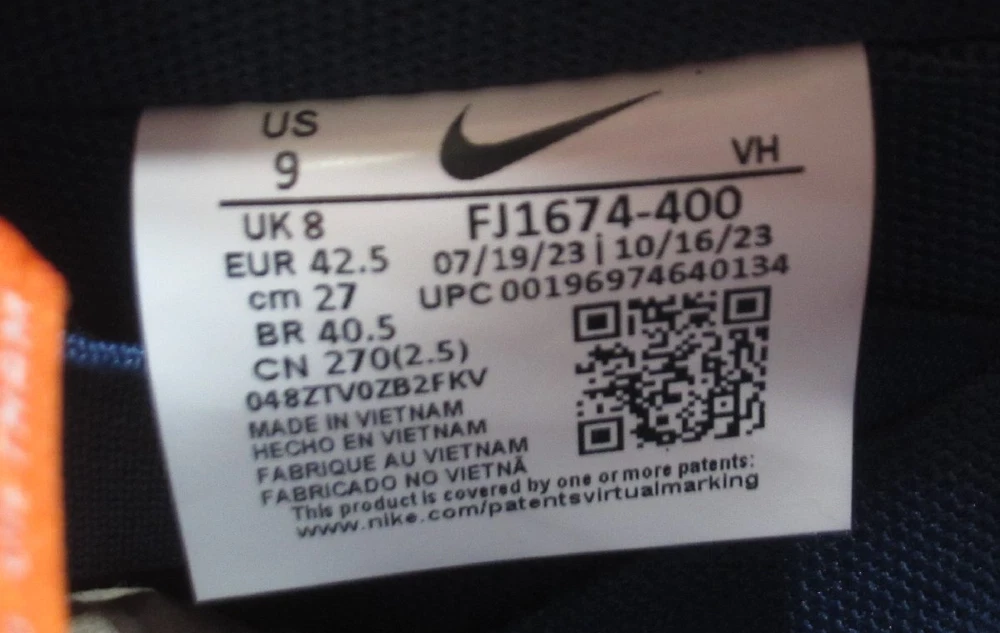 US
9
VH
UK 8
FJ1674-400
EUR 42.5
07/19/23 | 10/16/23
cm 27
UPC 00196974640134
BR 40.5
CN 270(2.5)
048ZTV0ZB2FKV
MADE IN VIETNAM
HECHO EN VIETNAM
FABRIQUE AU VIETNAM
FABRICADO NO VIETNÃ
This product is covered by one or more patents:
www.nike.com/patentsvirtualmarking